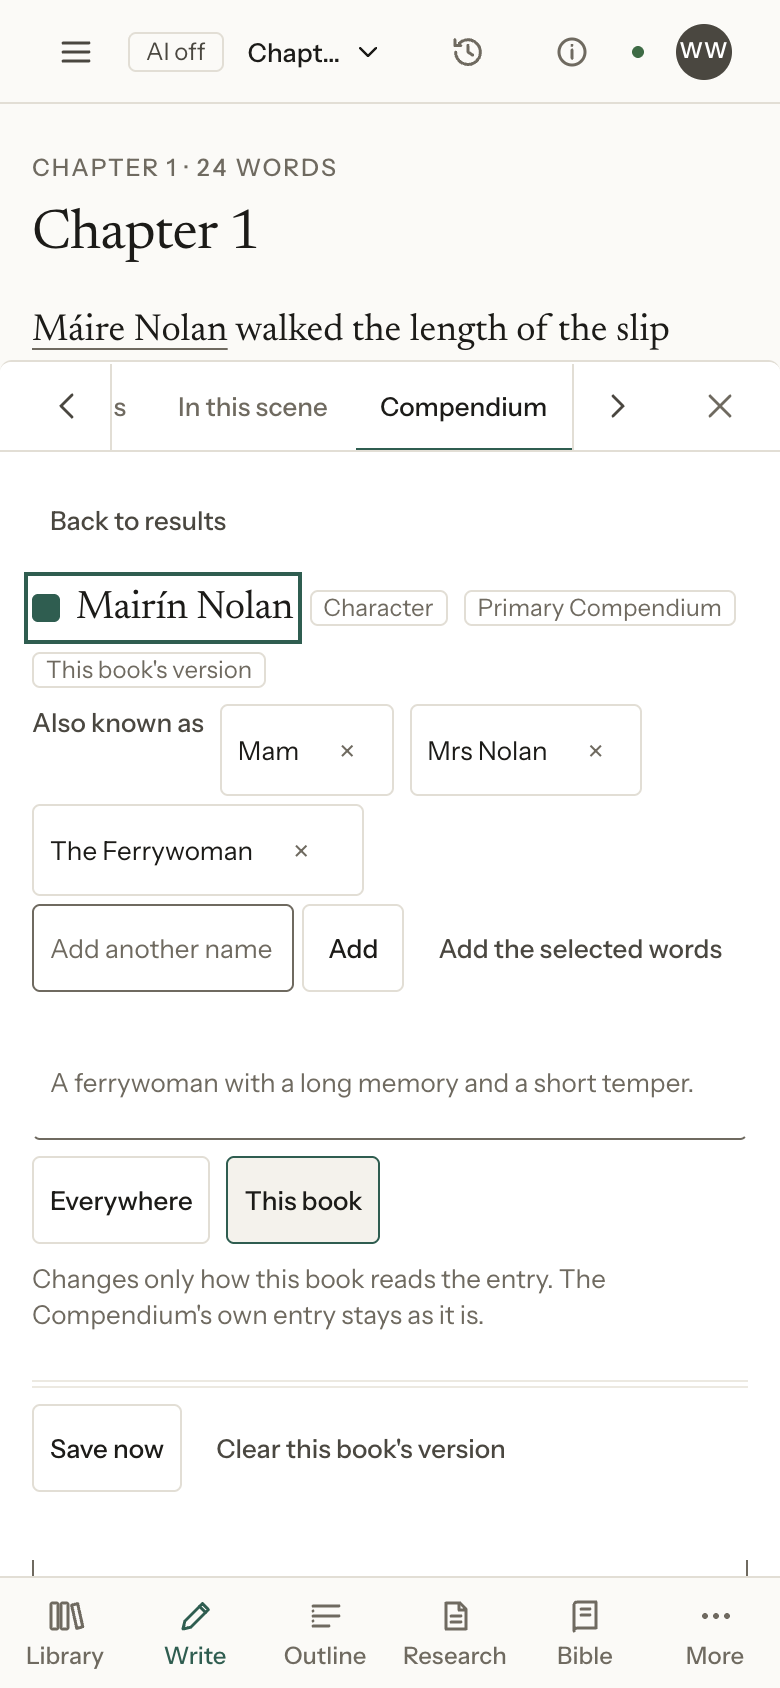 AI off Chapt... WW
CHAPTER 1 · 24 WORDS
Chapter 1
Máire Nolan walked the length of the slip
s In this scene Compendium
Back to results
Mairín Nolan Character Primary Compendium
This book's version
Also known as Mam × Mrs Nolan ×
The Ferrywoman ×
Add another name Add Add the selected words
A ferrywoman with a long memory and a short temper.
Everywhere This book
Changes only how this book reads the entry. The
Compendium's own entry stays as it is.
Save now Clear this book's version
Library Write Outline Research Bible More